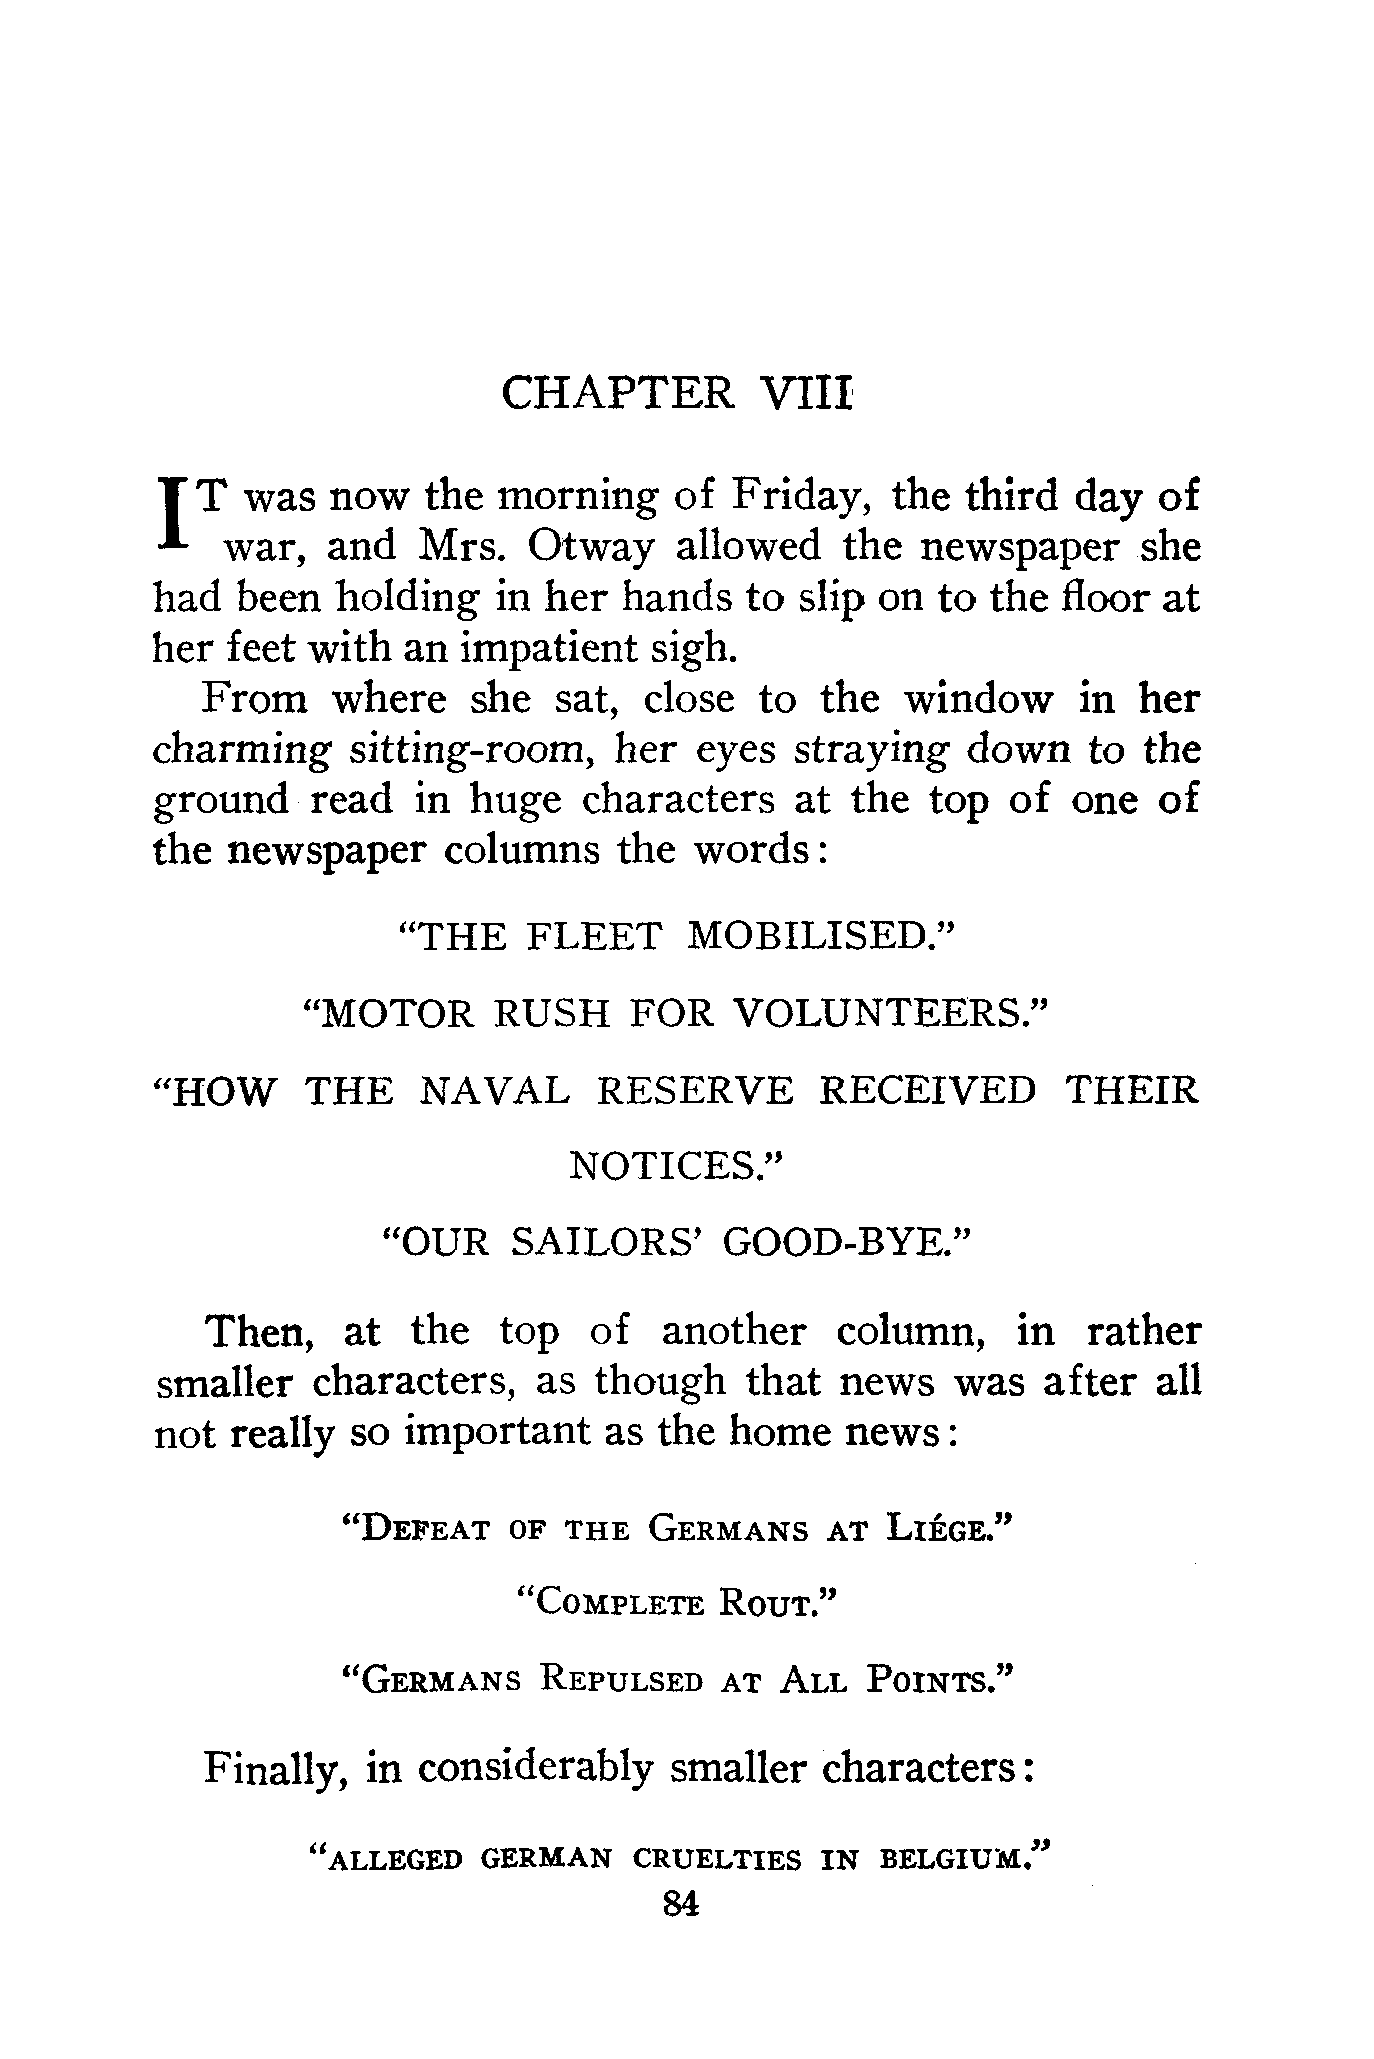 CHAPTER VIII
IT was now the morning of Friday, the third day of
war, and Mrs. Otway allowed the newspaper she
had been holding in her hands to slip on to the floor at
her feet with an impatient sigh.
From where she sat, close to the window in her
charming sitting-room, her eyes straying down to the
ground read in huge characters at the top of one of
the newspaper columns the words:
“THE FLEET MOBILISED.”
“MOTOR RUSH FOR VOLUNTEERS.”
“HOW THE NAVAL RESERVE RECEIVED THEIR
NOTICES.”
“OUR SAILORS’ GOOD-BYE.”
Then, at the top of another column, in rather
smaller characters, as though that news was after all
not really so important as the home news:
“DEFEAT OF THE GERMANS AT LIÉGE.”
“COMPLETE ROUT.”
“GERMANS REPULSED AT ALL POINTS.”
Finally, in considerably smaller characters:
“ALLEGED GERMAN CRUELTIES IN BELGIUM.”
84